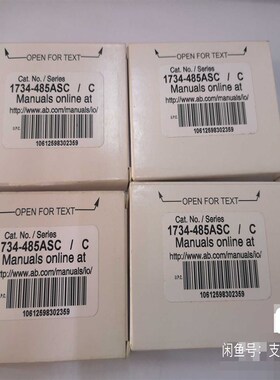 OPEN FOR TEXT
Cat. No. / Series
1734-485ASC / C
Manuals online at
http://www.ab.com/manuals/io/
U.P.C.
10612598302359
OPEN FOR TEXT
Cat. No. / Series
1734-485ASC / C
Manuals online at
http://www.ab.com/manuals/io/
U.P.C.
10612598302359
OPEN FOR TEXT
Cat. No. / Series
1734-485ASC / C
Manuals online at
http://www.ab.com/manuals/io/
U.P.C.
10612598302359
OPEN FOR TEXT
Cat. No. / Series
1734-485ASC / C
Manuals online at
http://www.ab.com/manuals/io/
U.P.C.
10612598302359
闲鱼号：支